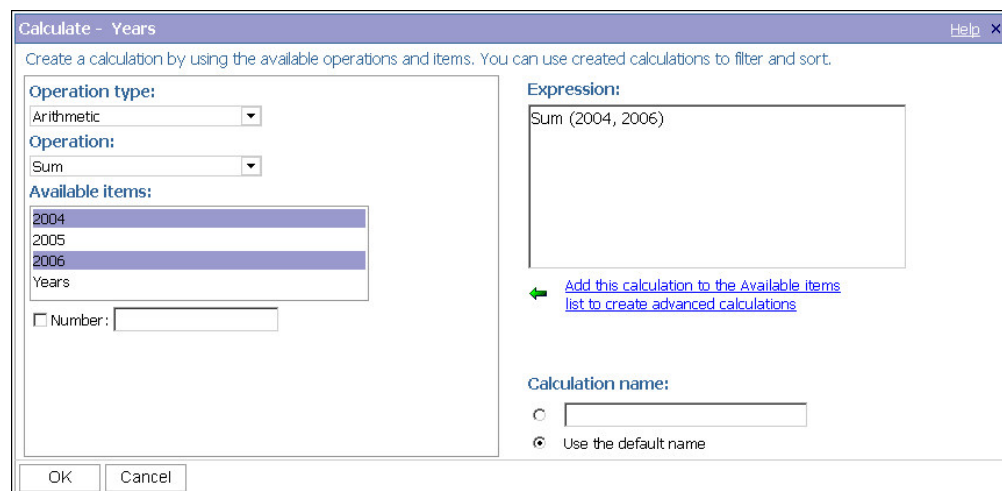 Calculate - Years
Help ×
Create a calculation by using the available operations and items. You can use created calculations to filter and sort.
Operation type:
Arithmetic
Operation:
Sum
Available items:
2004
2005
2006
Years
Number:
Expression:
Sum (2004, 2006)
Add this calculation to the Available items
list to create advanced calculations
Calculation name:
Use the default name
OK
Cancel